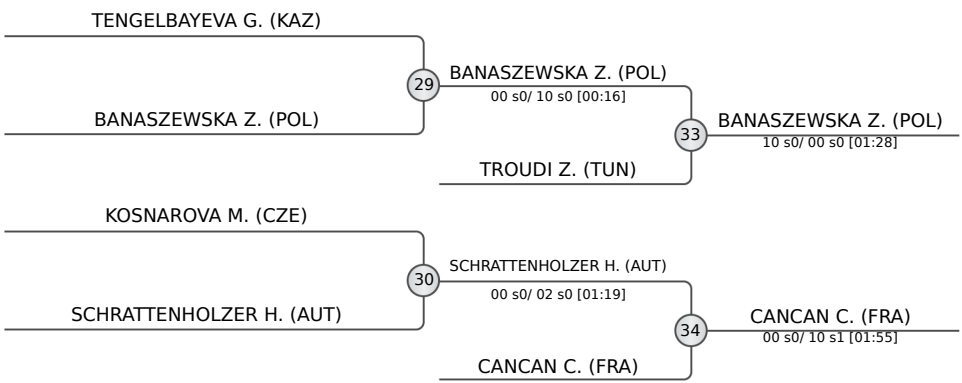 TENGELBAYEVA G. (KAZ)
29
BANASZEWSKA Z. (POL)
00 s0/ 10 s0 [00:16]
BANASZEWSKA Z. (POL)
33
BANASZEWSKA Z. (POL)
10 s0/ 00 s0 [01:28]
TROUDI Z. (TUN)
KOSNAROVA M. (CZE)
30
SCHRATTENHOLZER H. (AUT)
00 s0/ 02 s0 [01:19]
SCHRATTENHOLZER H. (AUT)
34
CANCAN C. (FRA)
00 s0/ 10 s1 [01:55]
CANCAN C. (FRA)